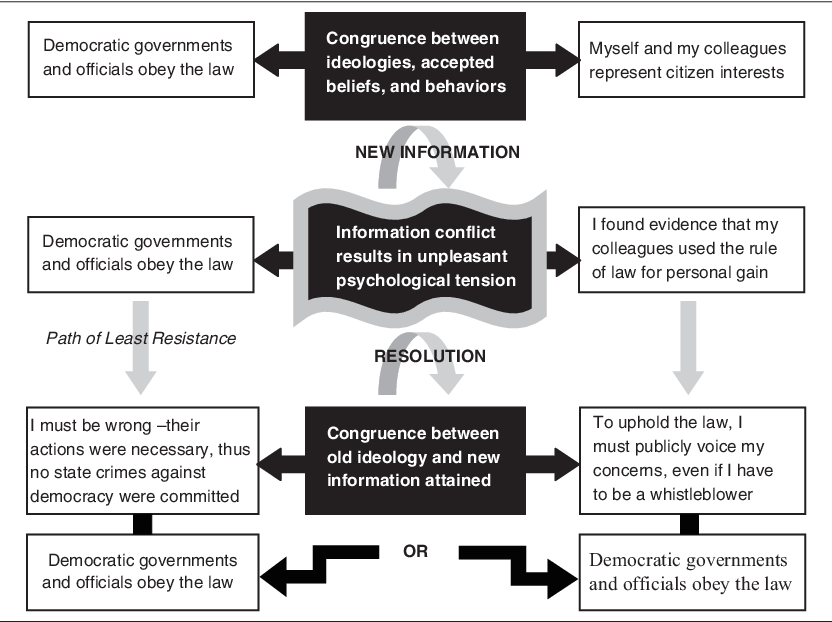 Democratic governments
and officials obey the law
Congruence between
ideologies, accepted
beliefs, and behaviors
Myself and my colleagues
represent citizen interests
NEW INFORMATION
Democratic governments
and officials obey the law
Information conflict
results in unpleasant
psychological tension
I found evidence that my
colleagues used the rule
of law for personal gain
Path of Least Resistance
RESOLUTION
I must be wrong –their
actions were necessary, thus
no state crimes against
democracy were committed
Congruence between
old ideology and new
information attained
To uphold the law, I
must publicly voice my
concerns, even if I have
to be a whistleblower
Democratic governments
and officials obey the law
OR
Democratic governments
and officials obey the law